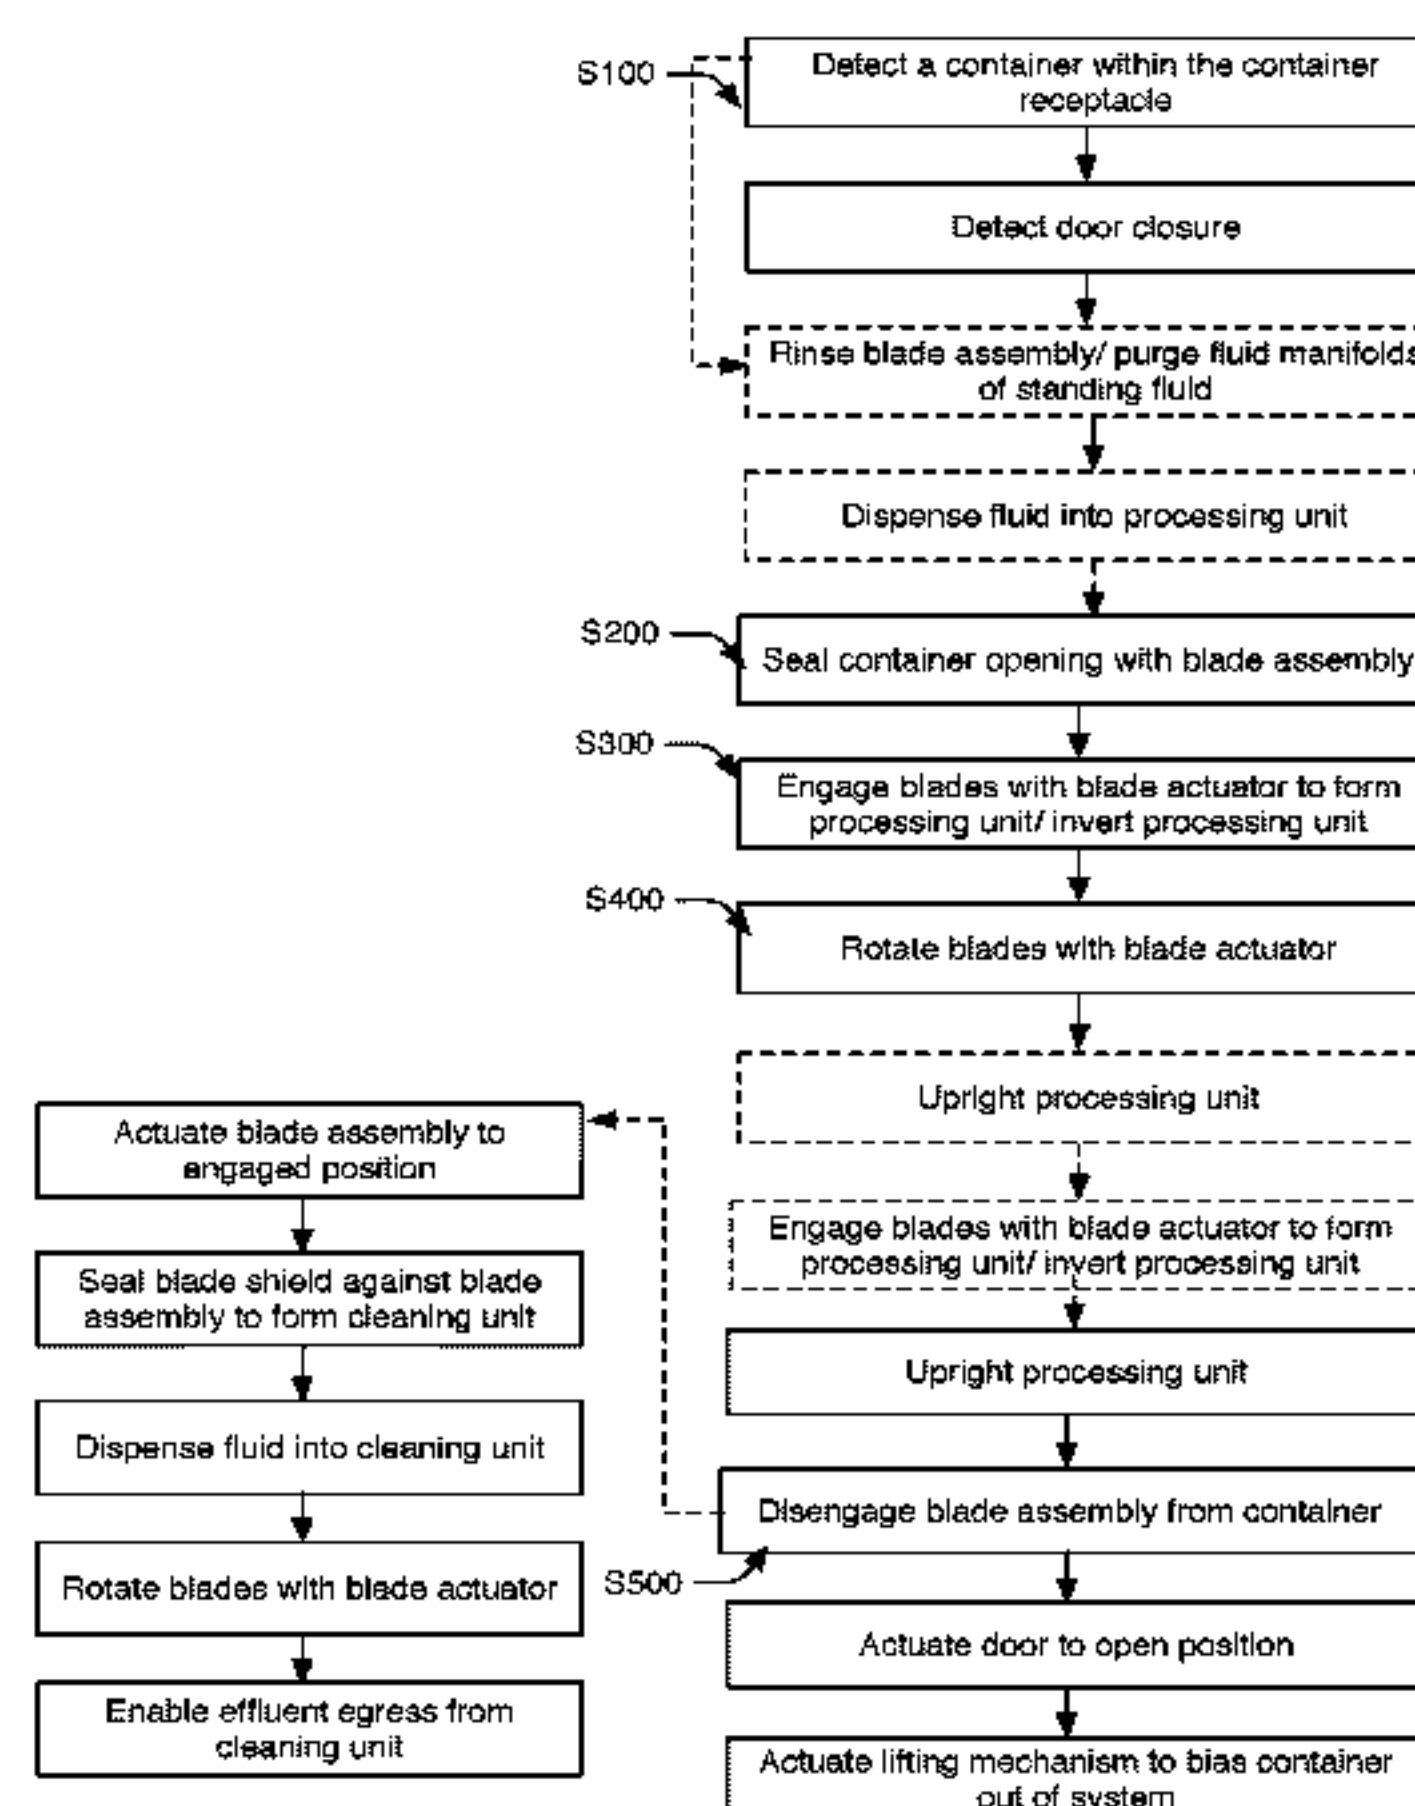 S100
Detect a container within the container
receptacle
Detect door closure
Rinse blade assembly/ purge fluid manifolds
of standing fluid
Dispense fluid into processing unit
S200
Seal container opening with blade assembly
S300
Engage blades with blade actuator to form
processing unit/ invert processing unit
S400
Rotate blades with blade actuator
Upright processing unit
Engage blades with blade actuator to form
processing unit/ invert processing unit
Upright processing unit
Disengage blade assembly from container
S500
Actuate door to open position
Actuate lifting mechanism to bias container
out of system
Actuate blade assembly to
engaged position
Seal blade shield against blade
assembly to form cleaning unit
Dispense fluid into cleaning unit
Rotate blades with blade actuator
Enable effluent egress from
cleaning unit